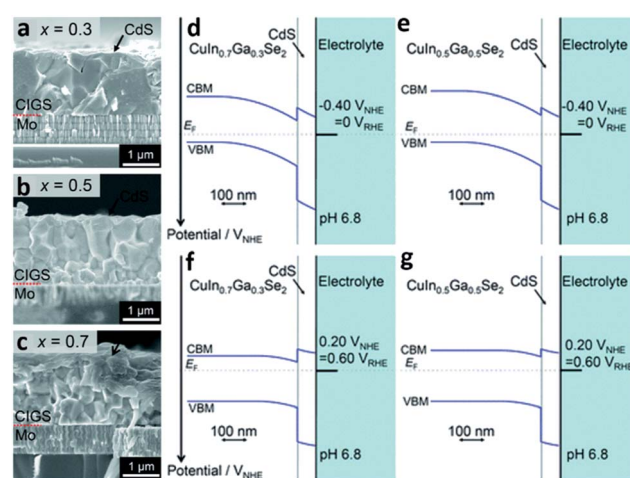 a x = 0.3
CdS
CIGS
Mo
1 μm
b x = 0.5
CdS
CIGS
Mo
1 μm
c x = 0.7
CIGS
Mo
1 μm
d
CdS
Electrolyte
CuIn0.7Ga0.3Se2
CBM
-0.40 VNHE
=0 VRHE
EF
VBM
100 nm
pH 6.8
Potential / VNHE
e
CdS
Electrolyte
CuIn0.5Ga0.5Se2
CBM
-0.40 VNHE
=0 VRHE
EF
VBM
100 nm
pH 6.8
f
CdS
Electrolyte
CuIn0.7Ga0.3Se2
CBM
0.20 VNHE
=0.60 VRHE
EF
VBM
100 nm
pH 6.8
Potential / VNHE
g
CdS
Electrolyte
CuIn0.5Ga0.5Se2
CBM
0.20 VNHE
=0.60 VRHE
EF
VBM
100 nm
pH 6.8